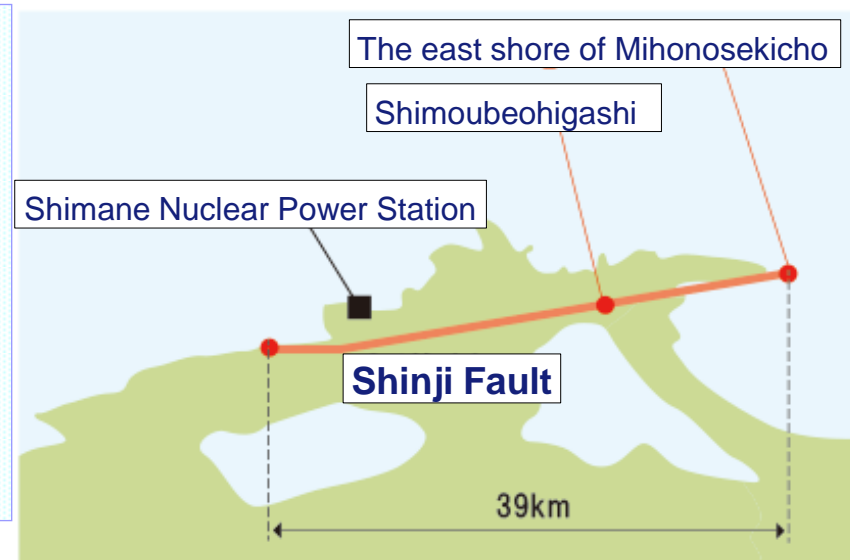 The east shore of Mihonosekicho
Shimoubeohigashi
Shimane Nuclear Power Station
Shinji Fault
39km